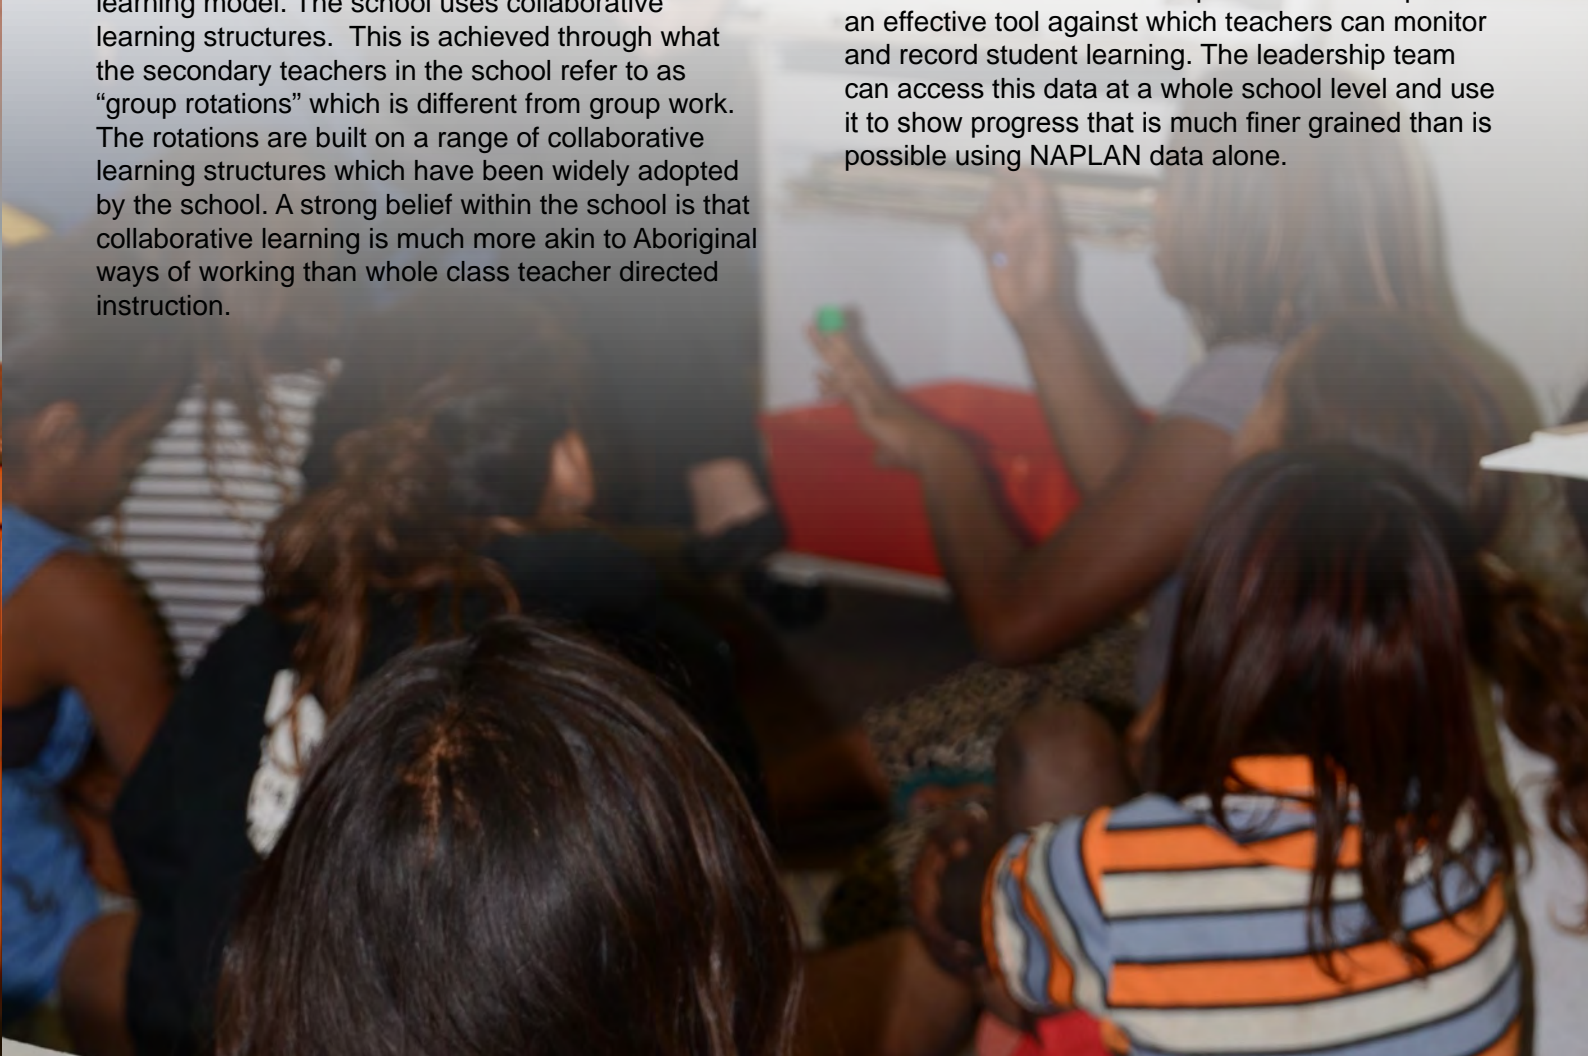 learning model. The school uses collaborative
learning structures.  This is achieved through what
the secondary teachers in the school refer to as
“group rotations” which is different from group work.
The rotations are built on a range of collaborative
learning structures which have been widely adopted
by the school. A strong belief within the school is that
collaborative learning is much more akin to Aboriginal
ways of working than whole class teacher directed
instruction.
an effective tool against which teachers can monitor
and record student learning. The leadership team
can access this data at a whole school level and use
it to show progress that is much finer grained than is
possible using NAPLAN data alone.